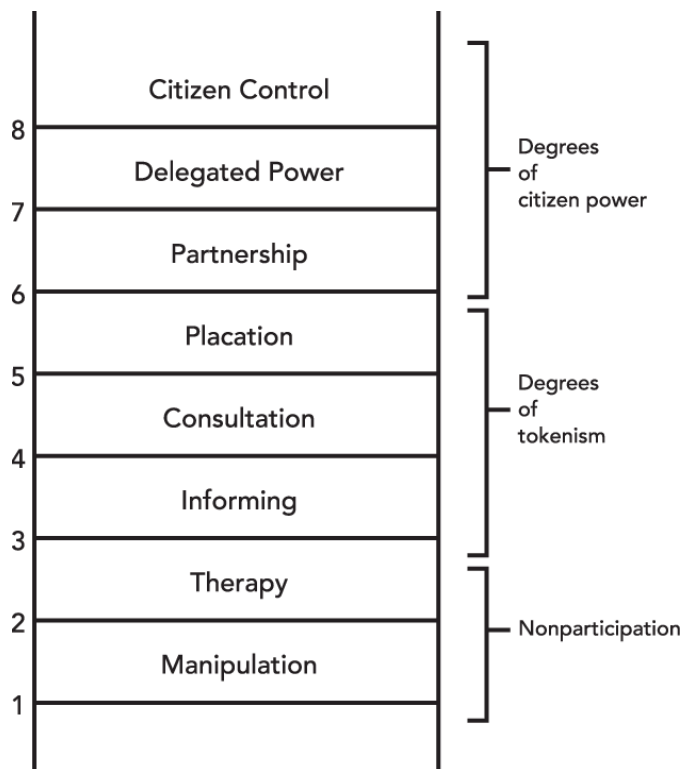 Citizen Control
8
Delegated Power
7
Partnership
6
Placation
5
Consultation
4
Informing
3
Therapy
2
Manipulation
1
Degrees
of
citizen power
Degrees
of
tokenism
Nonparticipation